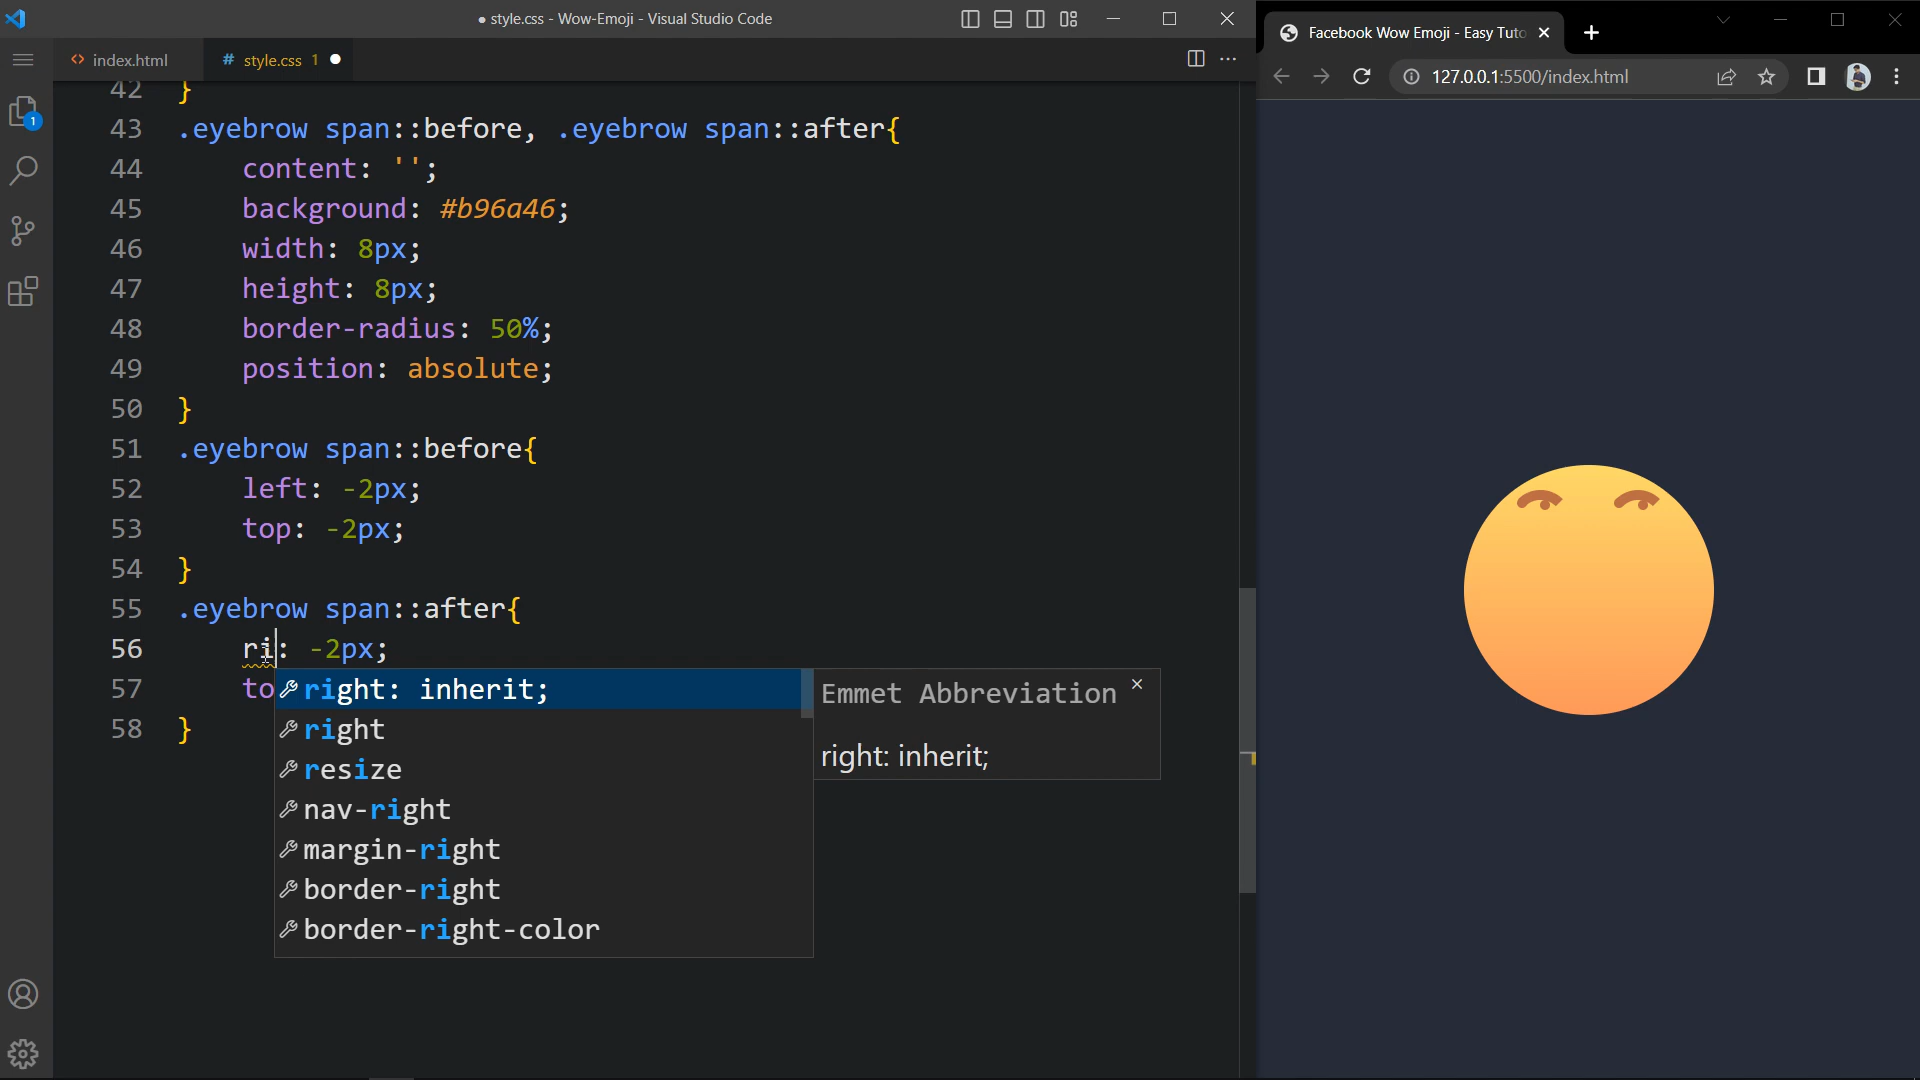 ● style.css - Wow-Emoji - Visual Studio Code
<> index.html
# style.css 1 ●
1
42 }
43 .eyebrow span::before, .eyebrow span::after{
44 content: '';
45 background: #b96a46;
46 width: 8px;
47 height: 8px;
48 border-radius: 50%;
49 position: absolute;
50 }
51 .eyebrow span::before{
52 left: -2px;
53 top: -2px;
54 }
55 .eyebrow span::after{
56 ri: -2px;
57 to
58 }
right: inherit;
right
resize
nav-right
margin-right
border-right
border-right-color
Emmet Abbreviation
right: inherit;
Facebook Wow Emoji - Easy Tuto
127.0.0.1:5500/index.html